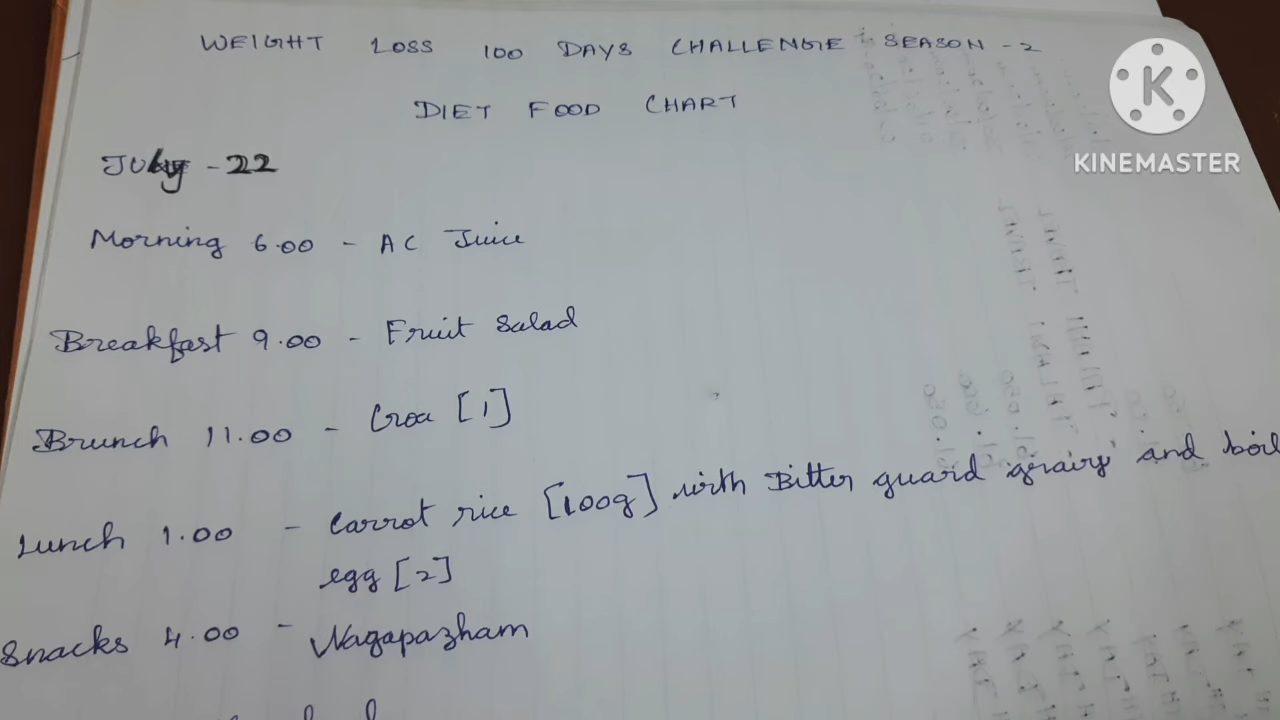 WEIGHT LOSS 100 DAYS CHALLENGE : SEASON - 2
DIET FOOD CHART
JULY - 22
Morning 6.00 - AC Juice
Breakfast 9.00 - Fruit Salad
Brunch 11.00 - Croa [1]
Lunch 1.00 - Carrot rice [100g] with Bitter guard graivy and boil
egg [2]
Snacks 4.00 - Nagapazham
KINEMASTER